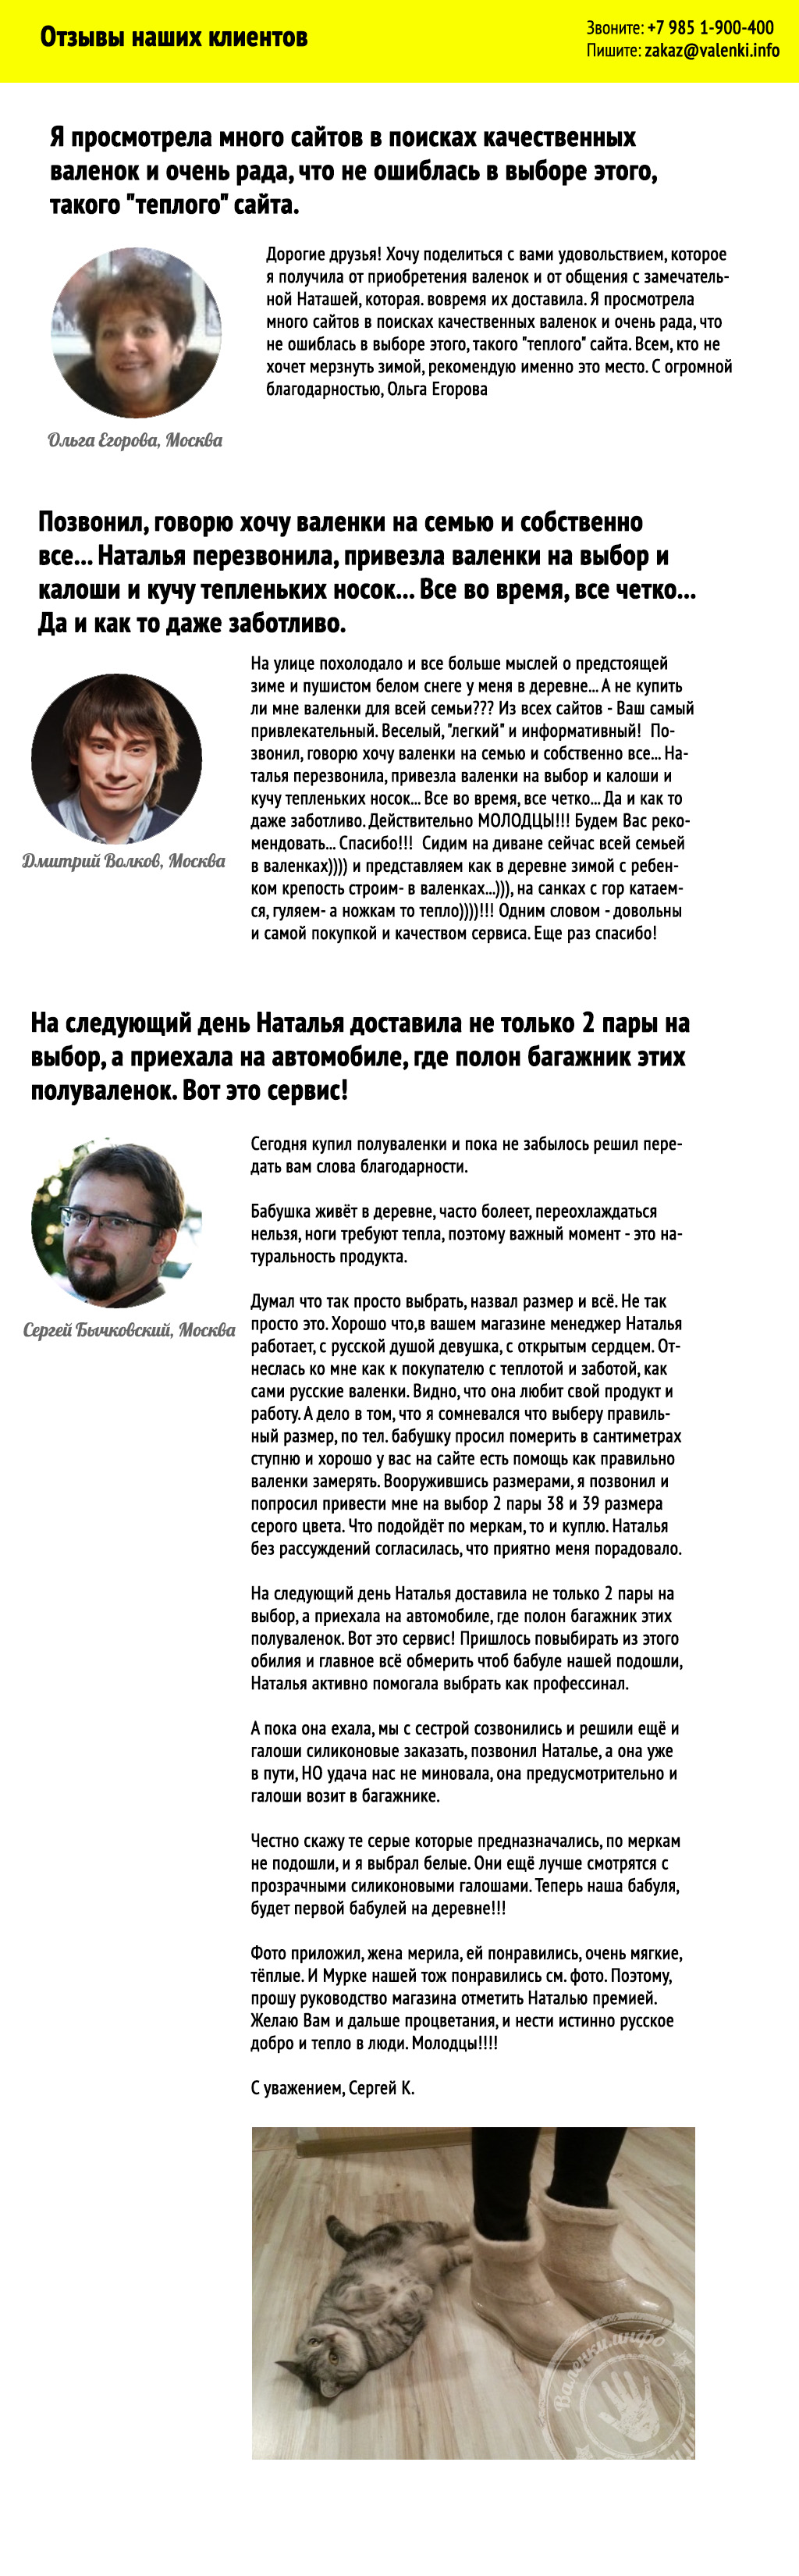 Отзывы наших клиентов
Звоните: +7 985 1-900-400
Пишите: zakaz@valenki.info
Я просмотрела много сайтов в поисках качественных
валенок и очень рада, что не ошиблась в выборе этого,
такого "теплого" сайта.
Дорогие друзья! Хочу поделиться с вами удовольствием, которое
я получила от приобретения валенок и от общения с замечатель-
ной Наташей, которая. вовремя их доставила. Я просмотрела
много сайтов в поисках качественных валенок и очень рада, что
не ошиблась в выборе этого, такого "теплого" сайта. Всем, кто не
хочет мерзнуть зимой, рекомендую именно это место. С огромной
благодарностью, Ольга Егорова
Ольга Егорова, Москва
Позвонил, говорю хочу валенки на семью и собственно
все... Наталья перезвонила, привезла валенки на выбор и
калоши и кучу тепленьких носок... Все во время, все четко...
Да и как то даже заботливо.
На улице похолодало и все больше мыслей о предстоящей
зиме и пушистом белом снеге у меня в деревне... А не купить
ли мне валенки для всей семьи??? Из всех сайтов - Ваш самый
привлекательный. Веселый, "легкий" и информативный! По-
звонил, говорю хочу валенки на семью и собственно все... На-
талья перезвонила, привезла валенки на выбор и калоши и
кучу тепленьких носок... Все во время, все четко... Да и как то
даже заботливо. Действительно МОЛОДЦЫ!!! Будем Вас реко-
мендовать... Спасибо!!! Сидим на диване сейчас всей семьей
в валенках)))) и представляем как в деревне зимой с ребен-
ком крепость строим- в валенках...))), на санках с гор катаем-
ся, гуляем- а ножкам то тепло))))!!! Одним словом - довольны
и самой покупкой и качеством сервиса. Еще раз спасибо!
Дмитрий Волков, Москва
На следующий день Наталья доставила не только 2 пары на
выбор, а приехала на автомобиле, где полон багажник этих
полуваленок. Вот это сервис!
Сегодня купил полуваленки и пока не забылось решил пере-
дать вам слова благодарности.
Бабушка живёт в деревне, часто болеет, переохлаждаться
нельзя, ноги требуют тепла, поэтому важный момент - это на-
туральность продукта.
Сергей Бычковский, Москва
Думал что так просто выбрать, назвал размер и всё. Не так
просто это. Хорошо что,в вашем магазине менеджер Наталья
работает, с русской душой девушка, с открытым сердцем. От-
неслась ко мне как к покупателю с теплотой и заботой, как
сами русские валенки. Видно, что она любит свой продукт и
работу. А дело в том, что я сомневался что выберу правиль-
ный размер, по тел. бабушку просил померить в сантиметрах
ступню и хорошо у вас на сайте есть помощь как правильно
валенки замерять. Вооружившись размерами, я позвонил и
попросил привести мне на выбор 2 пары 38 и 39 размера
серого цвета. Что подойдёт по меркам, то и куплю. Наталья
без рассуждений согласилась, что приятно меня порадовало.
На следующий день Наталья доставила не только 2 пары на
выбор, а приехала на автомобиле, где полон багажник этих
полуваленок. Вот это сервис! Пришлось повыбирать из этого
обилия и главное всё обмерить чтоб бабуле нашей подошли,
Наталья активно помогала выбрать как профессинал.
А пока она ехала, мы с сестрой созвонились и решили ещё и
галоши силиконовые заказать, позвонил Наталье, а она уже
в пути, НО удача нас не миновала, она предусмотрительно и
галоши возит в багажнике.
Честно скажу те серые которые предназначались, по меркам
не подошли, и я выбрал белые. Они ещё лучше смотрятся с
прозрачными силиконовыми галошами. Теперь наша бабуля,
будет первой бабулей на деревне!!!
Фото приложил, жена мерила, ей понравились, очень мягкие,
тёплые. И Мурке нашей тож понравились см. фото. Поэтому,
прошу руководство магазина отметить Наталью премией.
Желаю Вам и дальше процветания, и нести истинно русское
добро и тепло в люди. Молодцы!!!!
С уважением, Сергей К.
Валенки.инфо